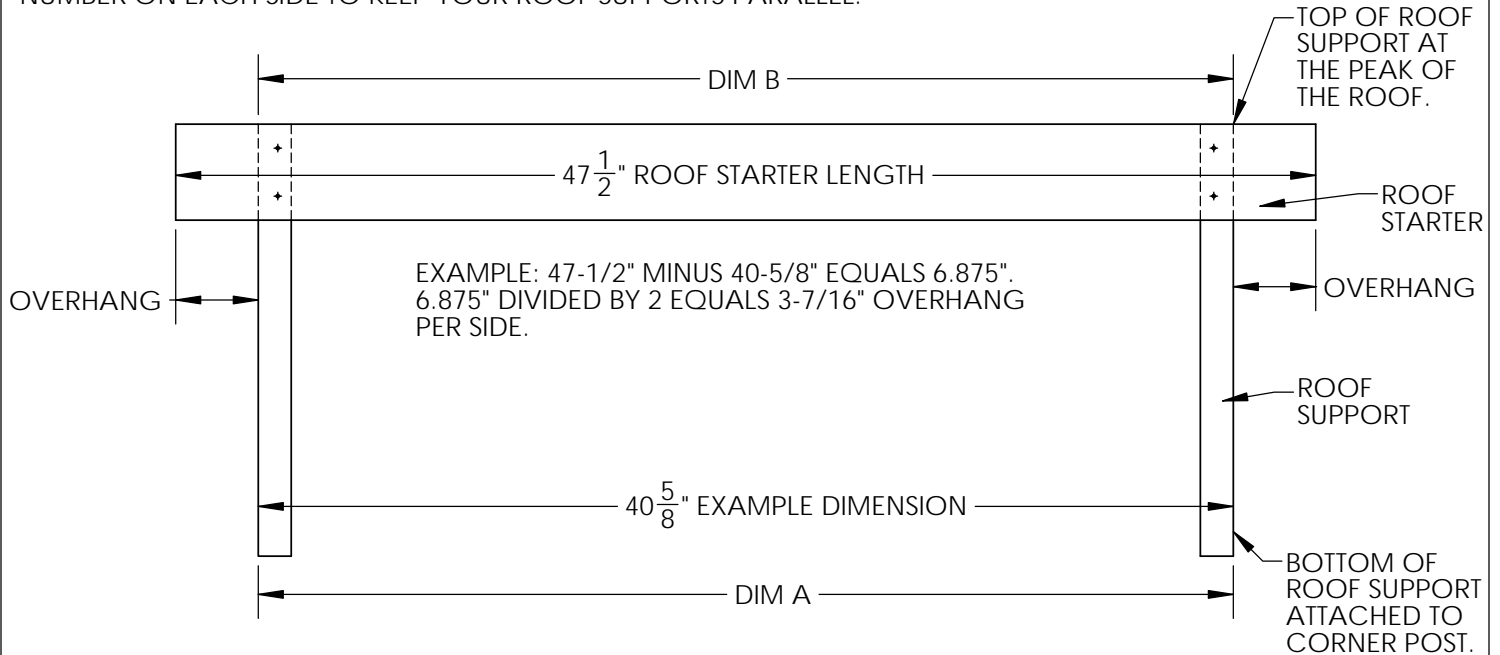 NUMBER ON EACH SIDE TO KEEP YOUR ROOF SUPPORTS PARALLEL.
TOP OF ROOF
SUPPORT AT
THE PEAK OF
THE ROOF.
DIM B
47 1/2" ROOF STARTER LENGTH
ROOF
STARTER
EXAMPLE: 47-1/2" MINUS 40-5/8" EQUALS 6.875".
6.875" DIVIDED BY 2 EQUALS 3-7/16" OVERHANG
PER SIDE.
OVERHANG
OVERHANG
ROOF
SUPPORT
40 5/8" EXAMPLE DIMENSION
BOTTOM OF
ROOF SUPPORT
ATTACHED TO
CORNER POST.
DIM A